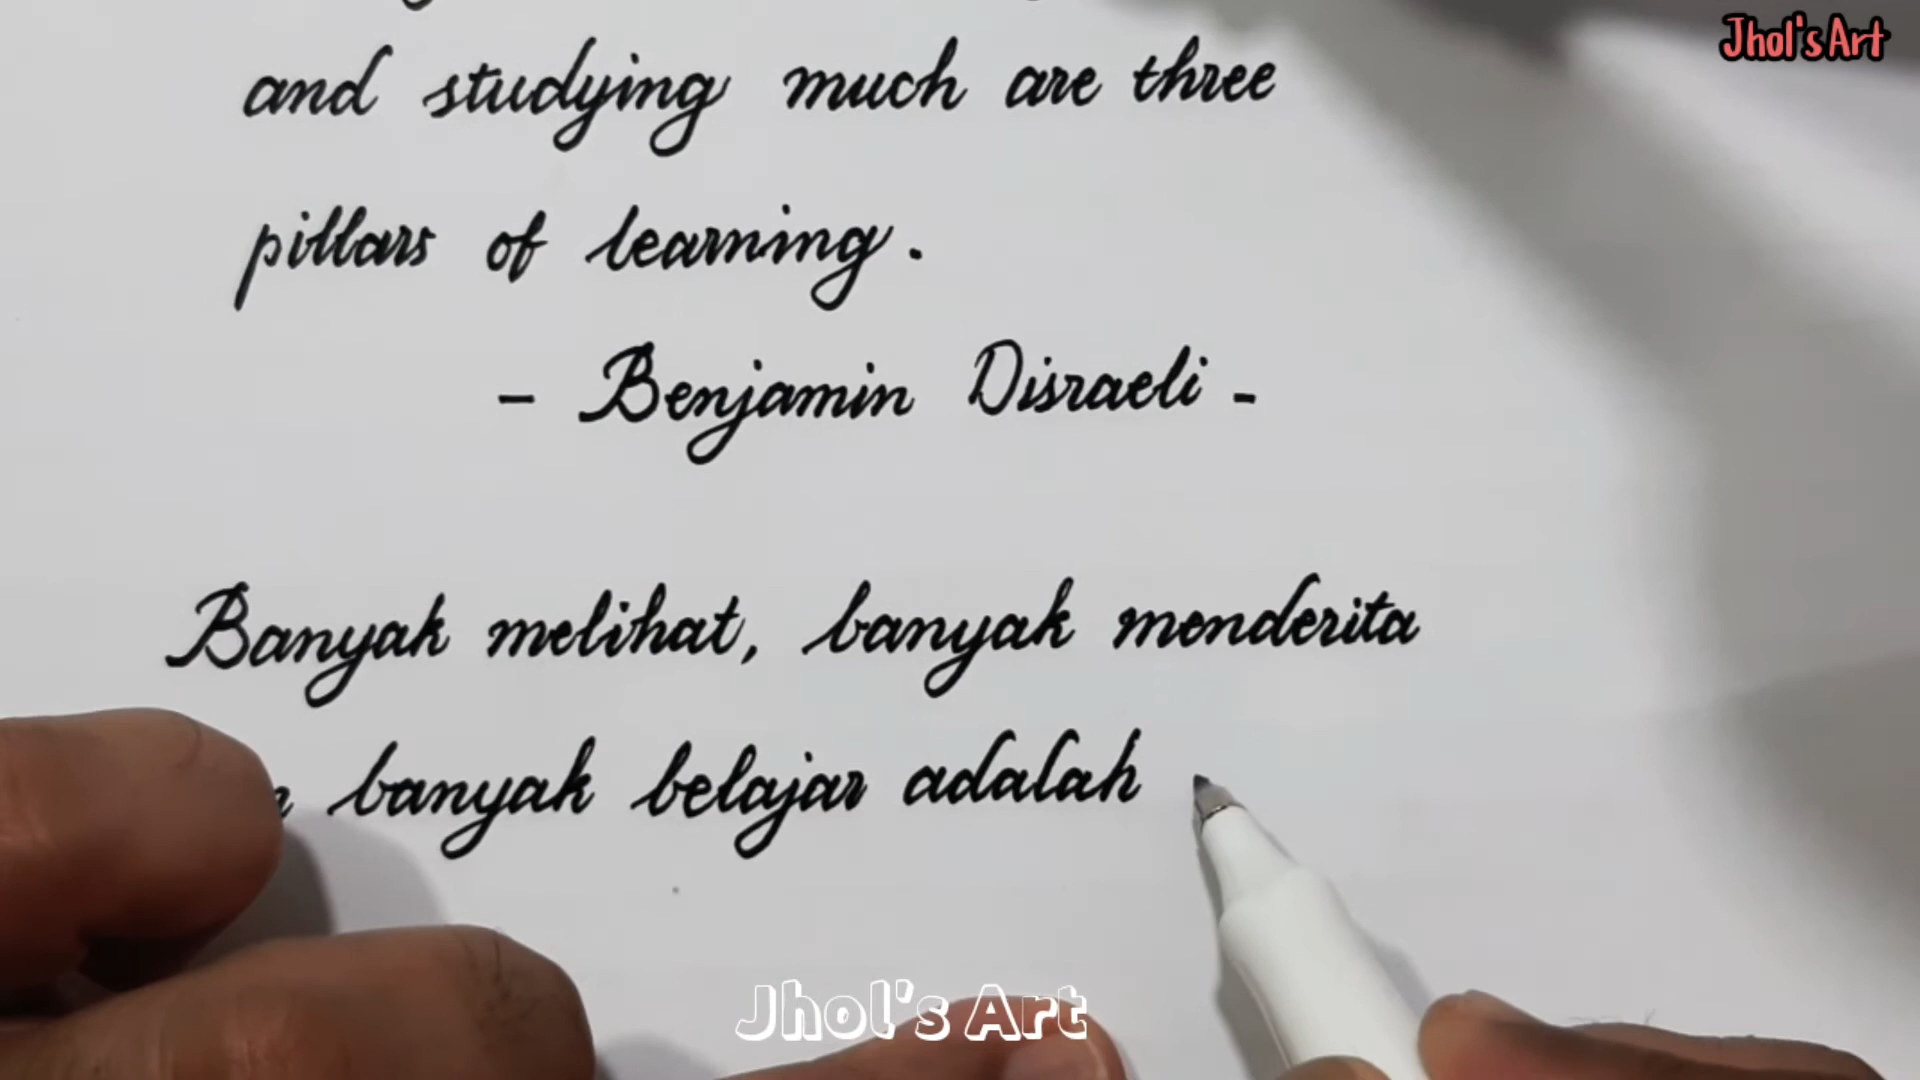 Jhol's Art
and studying much are three
pillars of learning.
- Benjamin Disraeli -
Banyak melihat, banyak menderita
banyak belajar adalah
Jhol's Art